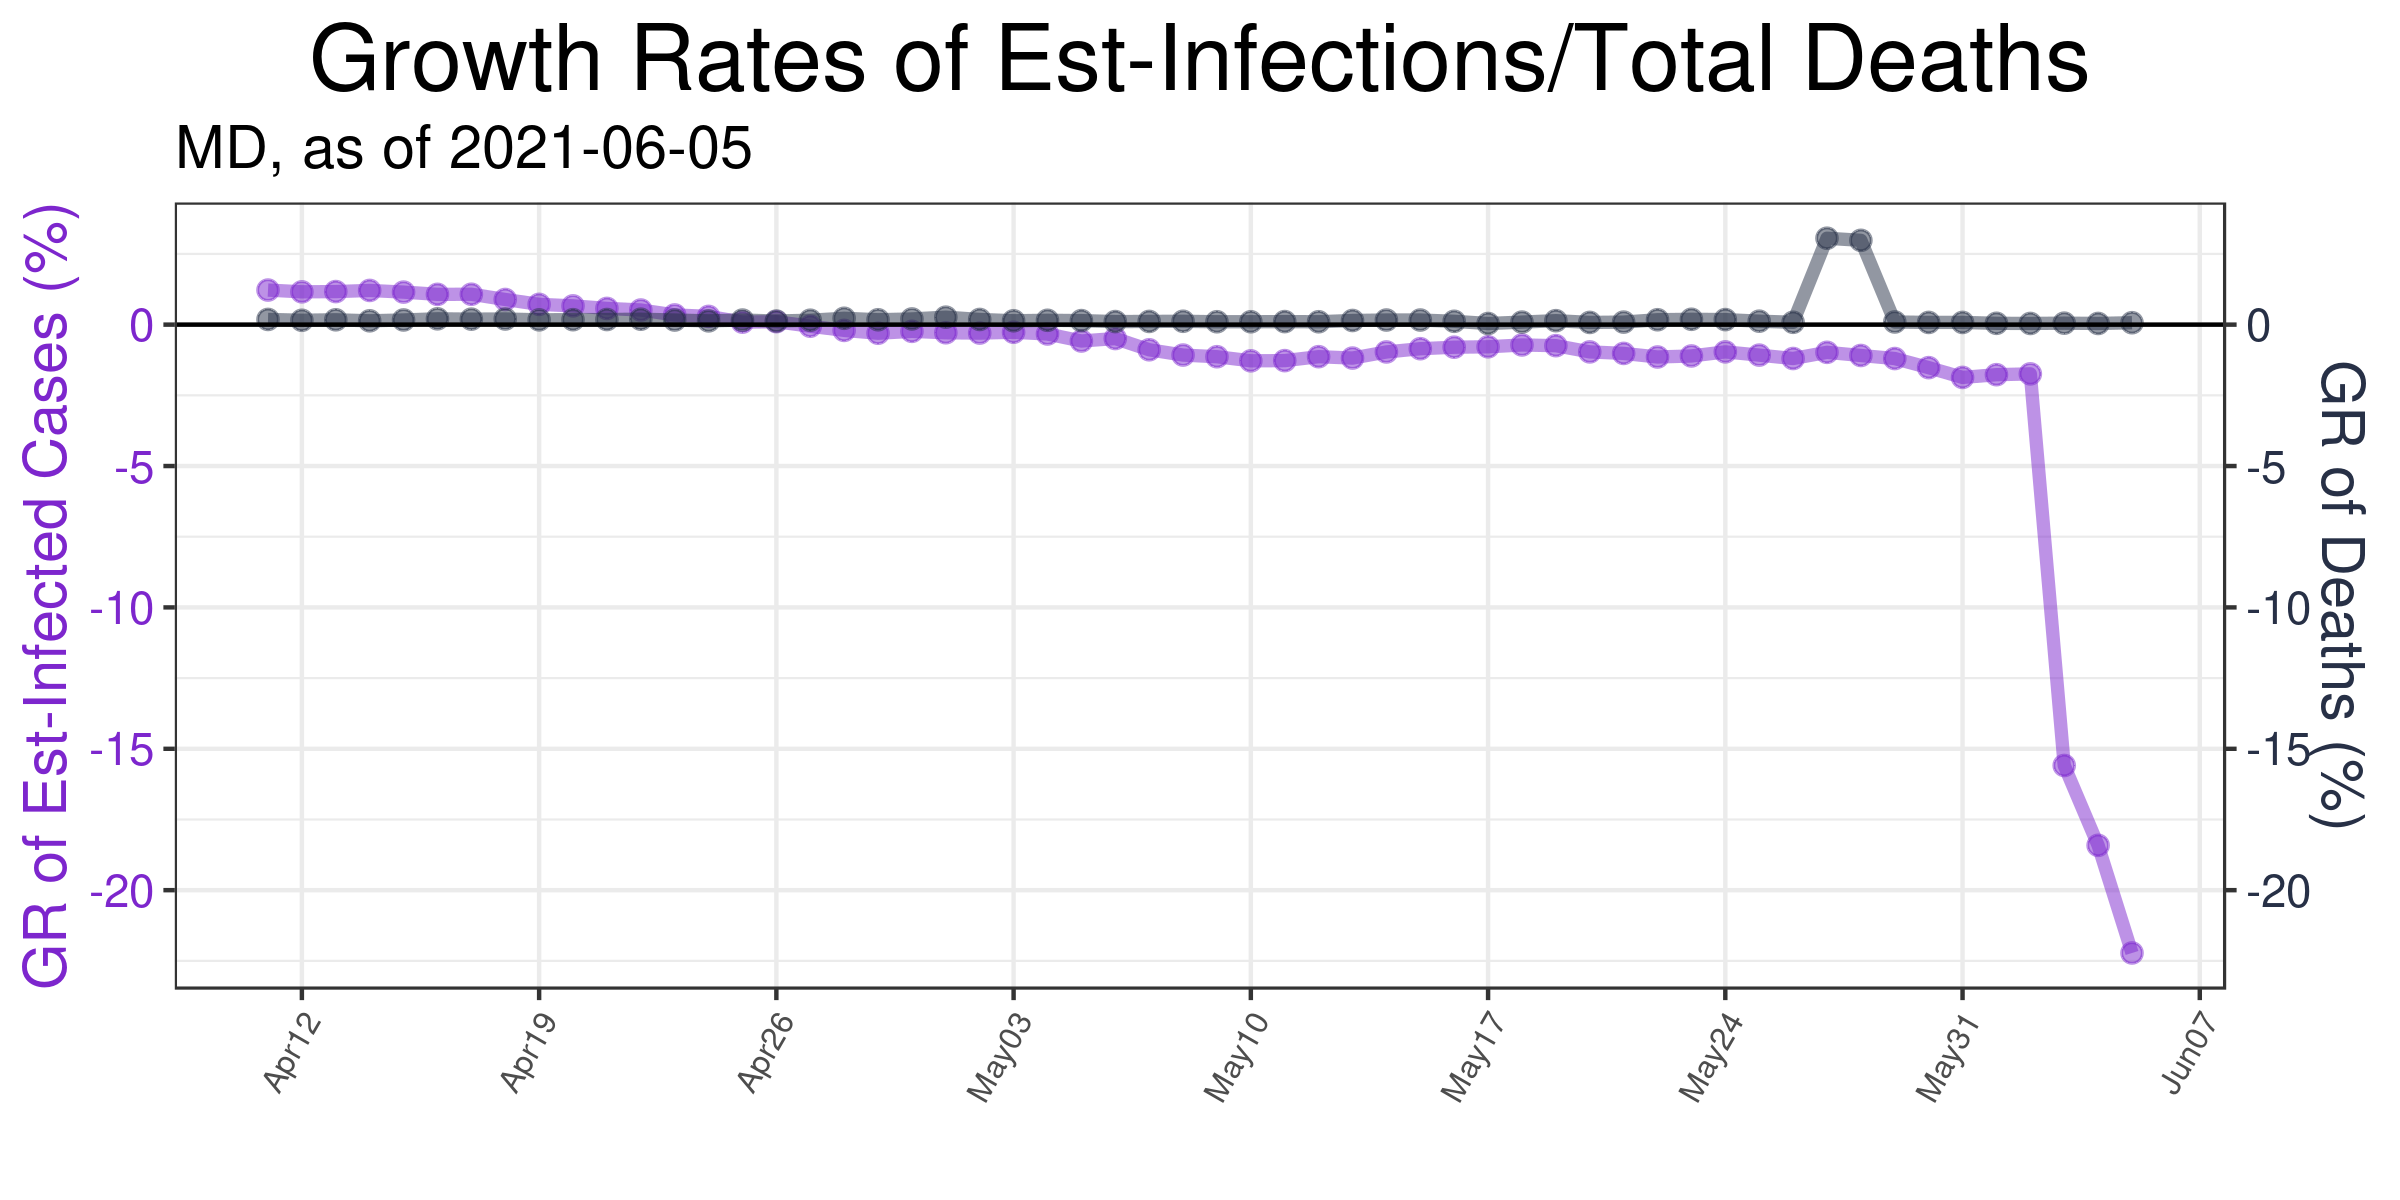 Growth Rates of Est-Infections/Total Deaths
MD, as of 2021-06-05
GR of Est-Infected Cases (%)
0
-5
-10
-15
-20
0
-5
-10
-15
-20
GR of Deaths (%)
Apr12
Apr19
Apr26
May03
May10
May17
May24
May31
Jun07